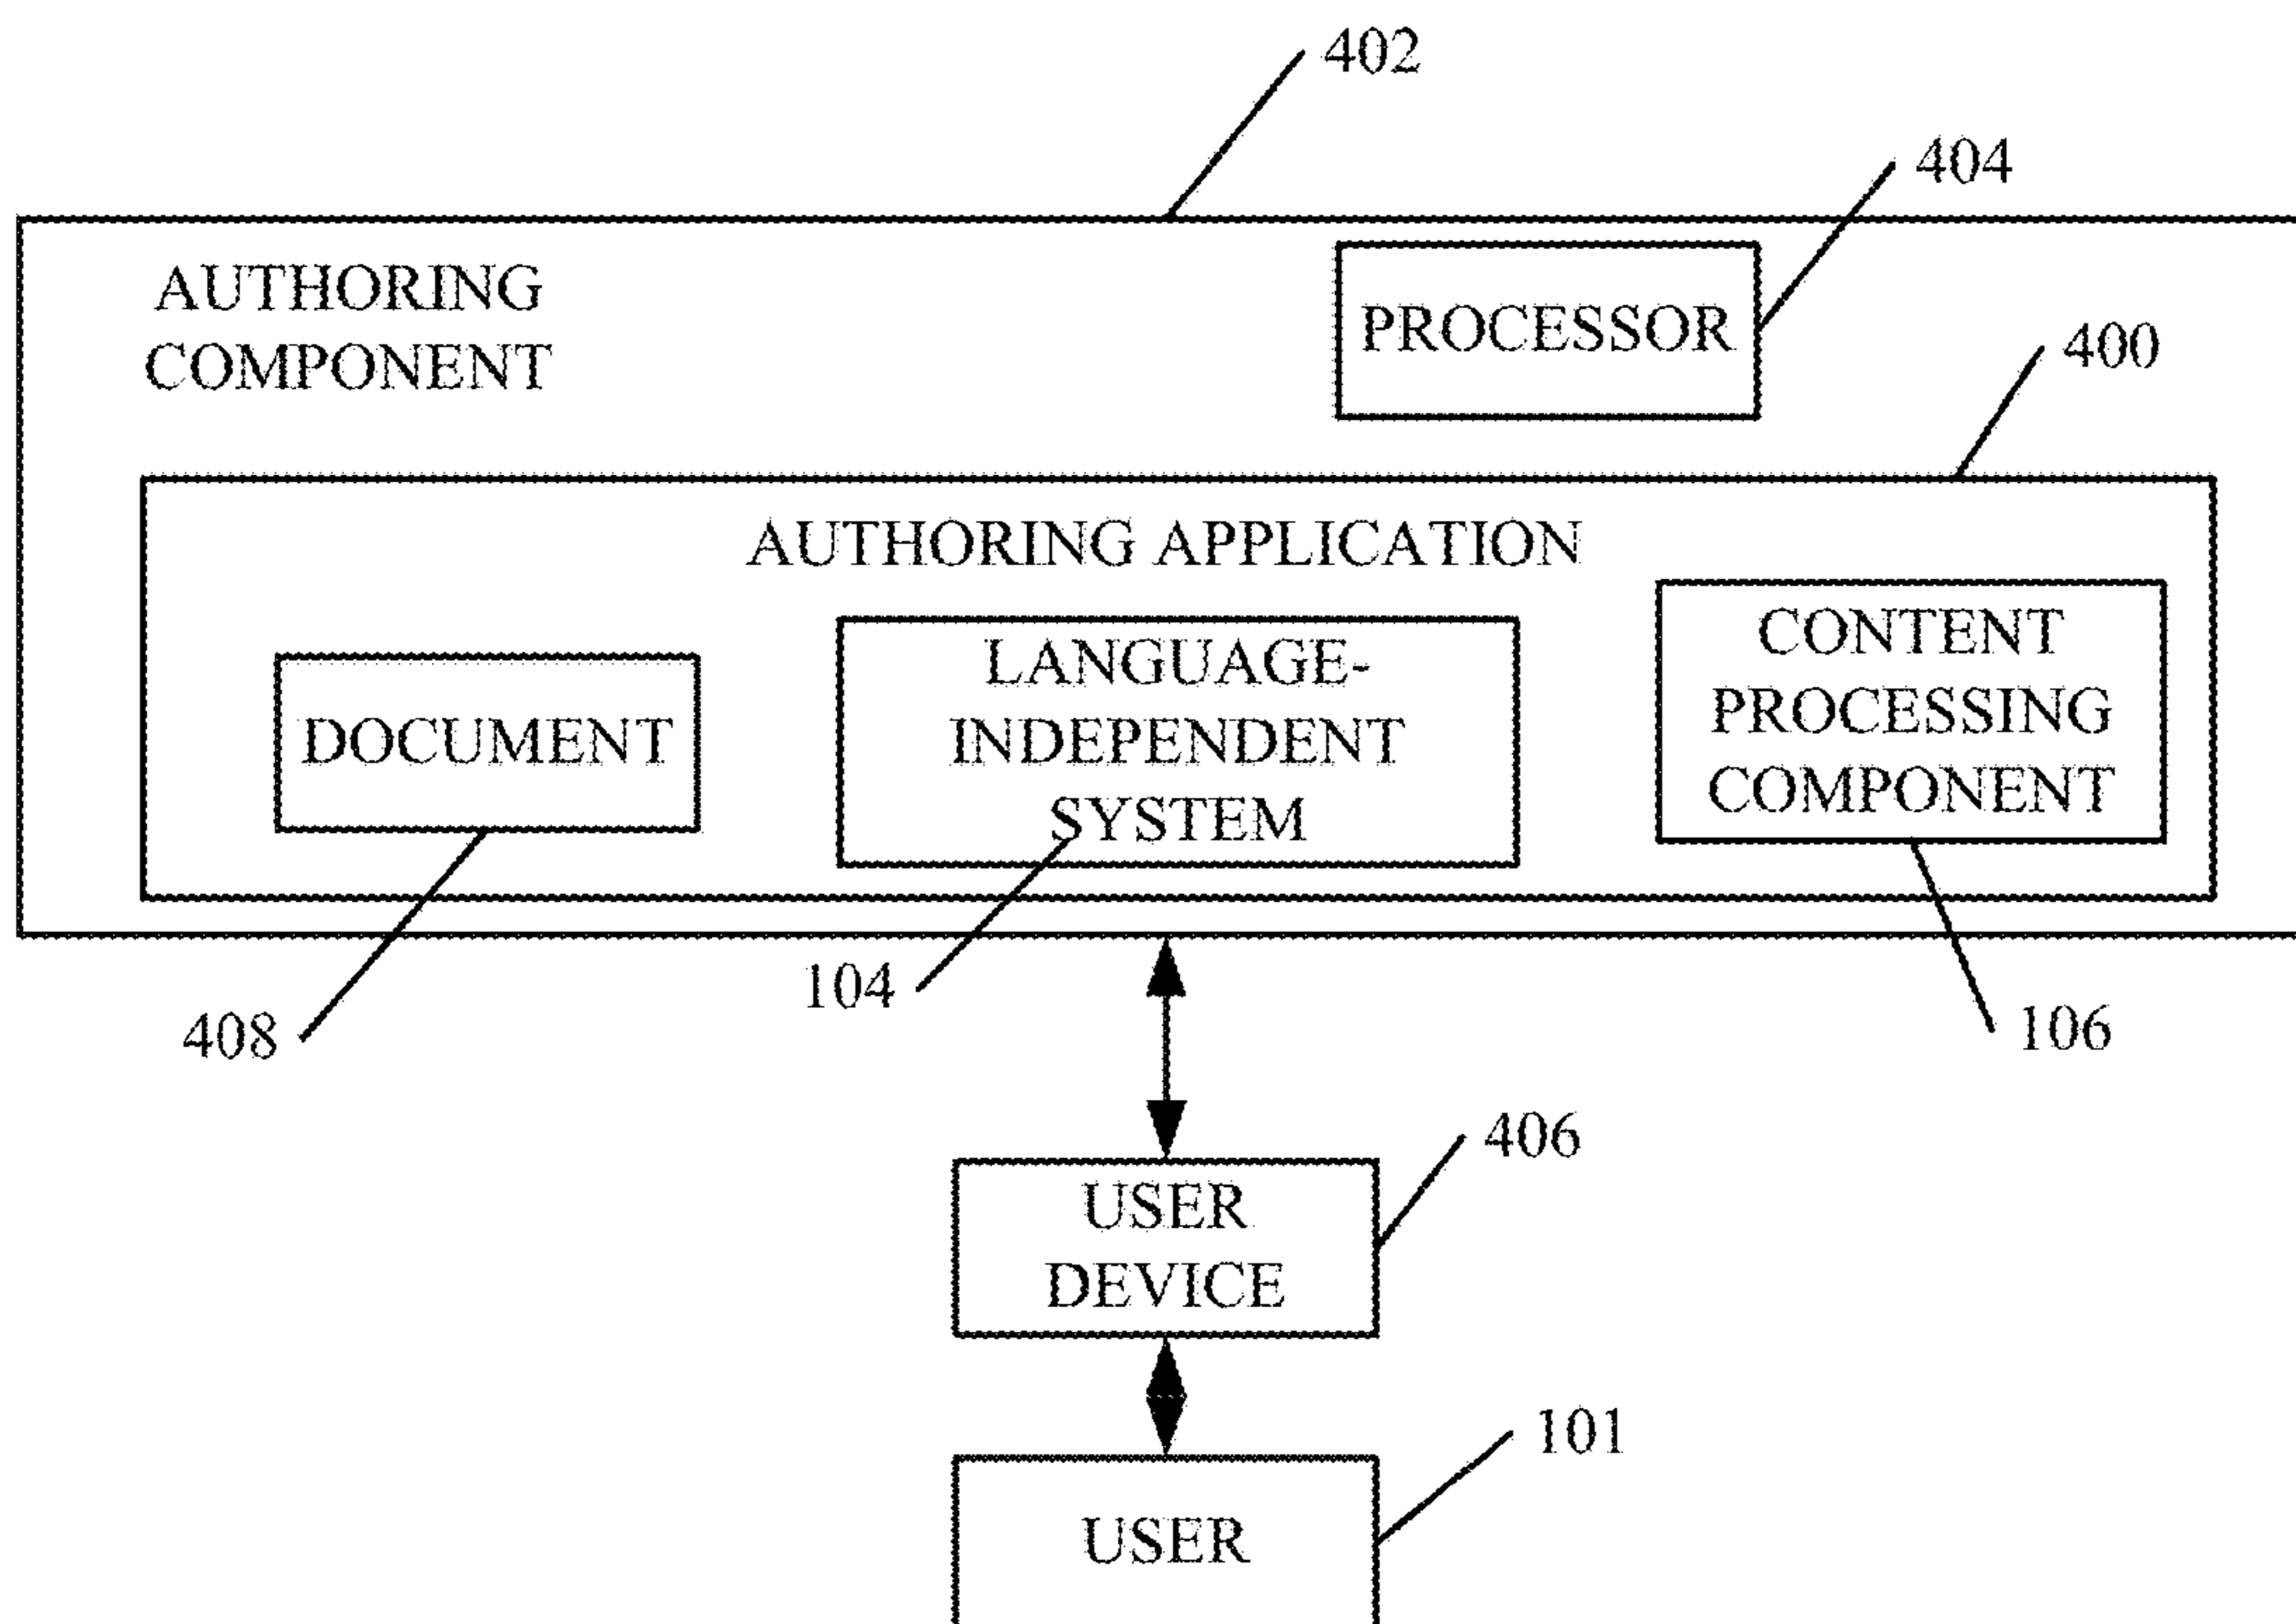 402
404
AUTHORING
COMPONENT
PROCESSOR
400
AUTHORING APPLICATION
DOCUMENT
LANGUAGE-
INDEPENDENT
SYSTEM
CONTENT
PROCESSING
COMPONENT
408
104
106
USER
DEVICE
406
USER
101